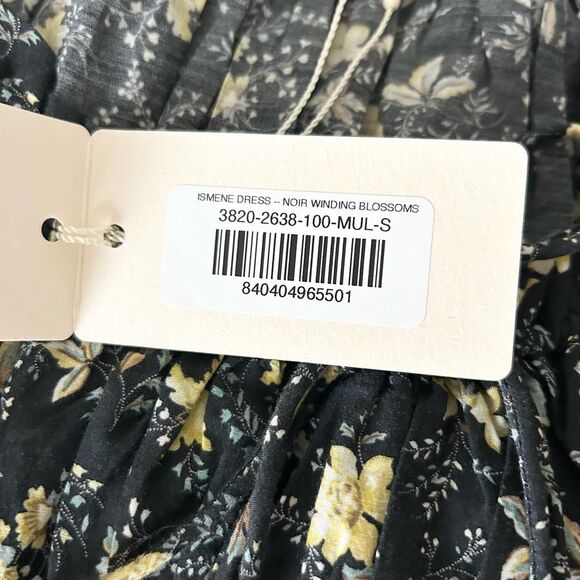 ISMENE DRESS -- NOIR WINDING BLOSSOMS
3820-2638-100-MUL-S
840404965501